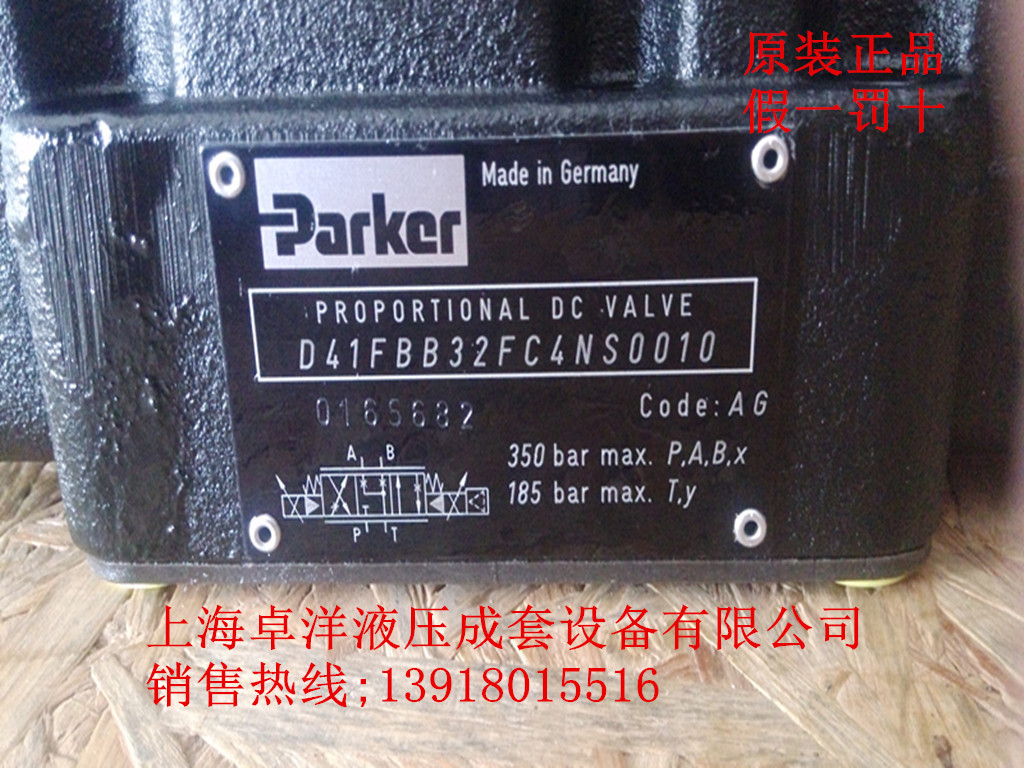 原装正品
假一罚十
Made in Germany
Parker
PROPORTIONAL DC VALVE
D41FBB32FC4NS0010
0165682
Code: AG
A B
350 bar max. P,A,B,x
185 bar max. T,y
P T
上海卓洋液压成套设备有限公司
销售热线;13918015516